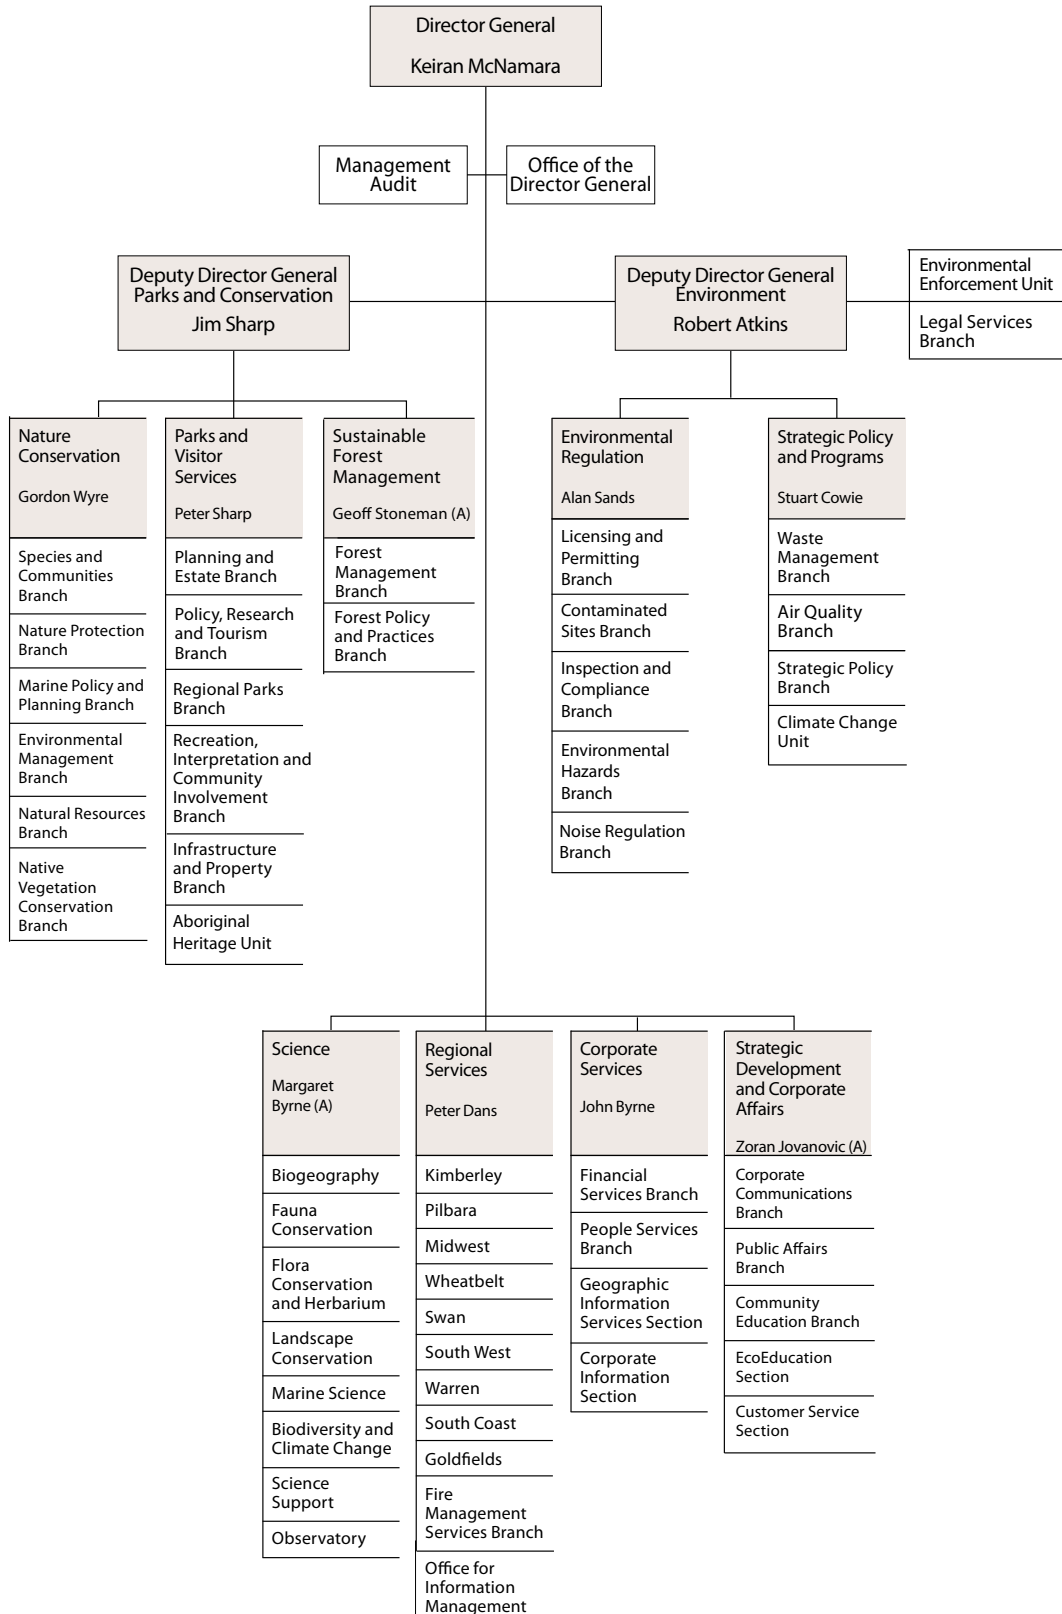 Director General
Keiran McNamara
Management
Audit
Office of the
Director General
Deputy Director General
Parks and Conservation
Jim Sharp
Deputy Director General
Environment
Robert Atkins
Environmental
Enforcement Unit
Legal Services
Branch
Nature
Conservation
Gordon Wyre
Species and
Communities
Branch
Nature Protection
Branch
Marine Policy and
Planning Branch
Environmental
Management
Branch
Natural Resources
Branch
Native
Vegetation
Conservation
Branch
Parks and
Visitor
Services
Peter Sharp
Planning and
Estate Branch
Policy, Research
and Tourism
Branch
Regional Parks
Branch
Recreation,
Interpretation and
Community
Involvement
Branch
Infrastructure
and Property
Branch
Aboriginal
Heritage Unit
Sustainable
Forest
Management
Geoff Stoneman (A)
Forest
Management
Branch
Forest Policy
and Practices
Branch
Environmental
Regulation
Alan Sands
Licensing and
Permitting
Branch
Contaminated
Sites Branch
Inspection and
Compliance
Branch
Environmental
Hazards
Branch
Noise Regulation
Branch
Strategic Policy
and Programs
Stuart Cowie
Waste
Management
Branch
Air Quality
Branch
Strategic Policy
Branch
Climate Change
Unit
Science
Margaret
Byrne (A)
Biogeography
Fauna
Conservation
Flora
Conservation
and Herbarium
Landscape
Conservation
Marine Science
Biodiversity and
Climate Change
Science
Support
Observatory
Regional
Services
Peter Dans
Kimberley
Pilbara
Midwest
Wheatbelt
Swan
South West
Warren
South Coast
Goldfields
Fire
Management
Services Branch
Office for
Information
Management
Corporate
Services
John Byrne
Financial
Services Branch
People Services
Branch
Geographic
Information
Services Section
Corporate
Information
Section
Strategic
Development
and Corporate
Affairs
Zoran Jovanovic (A)
Corporate
Communications
Branch
Public Affairs
Branch
Community
Education Branch
EcoEducation
Section
Customer Service
Section